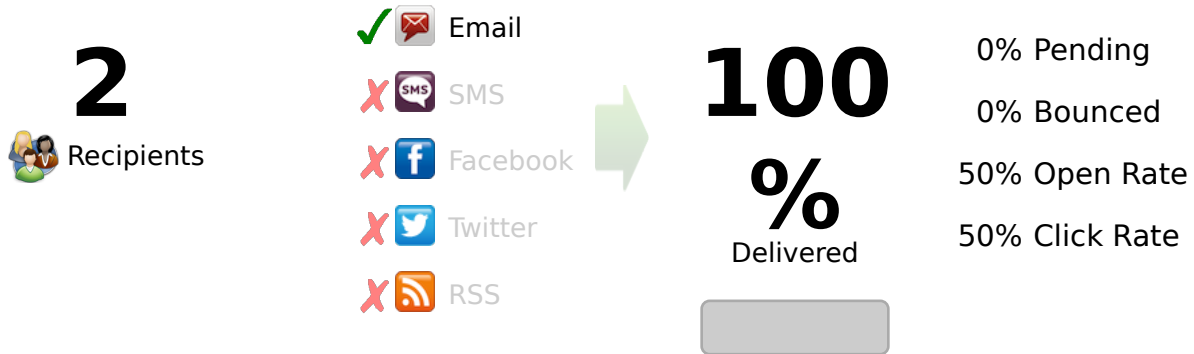 2
Recipients
Email
SMS
SMS
Facebook
Twitter
RSS
100
%
Delivered
0% Pending
0% Bounced
50% Open Rate
50% Click Rate